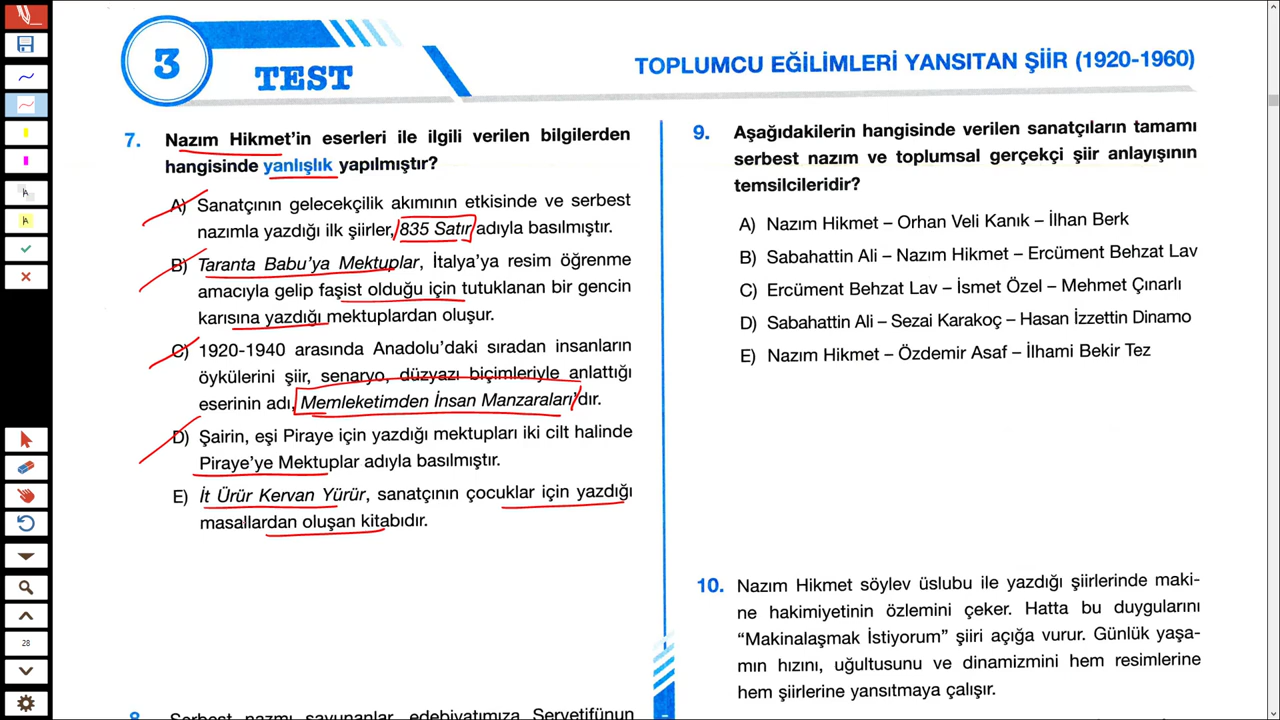 3
TEST
TOPLUMCU EĞİLİMLERİ YANSITAN ŞİİR (1920-1960)
7. Nazım Hikmet'in eserleri ile ilgili verilen bilgilerden
hangisinde yanlışlık yapılmıştır?
A) Sanatçının gelecekçilik akımının etkisinde ve serbest
nazımla yazdığı ilk şiirler, 835 Satır adıyla basılmıştır.
B) Taranta Babu'ya Mektuplar, İtalya'ya resim öğrenme
amacıyla gelip faşist olduğu için tutuklanan bir gencin
karısına yazdığı mektuplardan oluşur.
C) 1920-1940 arasında Anadolu'daki sıradan insanların
öykülerini şiir, senaryo, düzyazı biçimleriyle anlattığı
eserinin adı, Memleketimden İnsan Manzaraları'dır.
D) Şairin, eşi Piraye için yazdığı mektupları iki cilt halinde
Piraye'ye Mektuplar adıyla basılmıştır.
E) İt Ürür Kervan Yürür, sanatçının çocuklar için yazdığı
masallardan oluşan kitabıdır.
8. Serbest nazmı savunanlar, edebiyatımıza Servetifünun
9. Aşağıdakilerin hangisinde verilen sanatçıların tamamı
serbest nazım ve toplumsal gerçekçi şiir anlayışının
temsilcileridir?
A) Nazım Hikmet – Orhan Veli Kanık – İlhan Berk
B) Sabahattin Ali – Nazım Hikmet – Ercüment Behzat Lav
C) Ercüment Behzat Lav – İsmet Özel – Mehmet Çınarlı
D) Sabahattin Ali – Sezai Karakoç – Hasan İzzettin Dinamo
E) Nazım Hikmet – Özdemir Asaf – İlhami Bekir Tez
10. Nazım Hikmet söylev üslubu ile yazdığı şiirlerinde maki-
ne hakimiyetinin özlemini çeker. Hatta bu duygularını
"Makinalaşmak İstiyorum" şiiri açığa vurur. Günlük yaşa-
mın hızını, uğultusunu ve dinamizmini hem resimlerine
hem şiirlerine yansıtmaya çalışır.
28